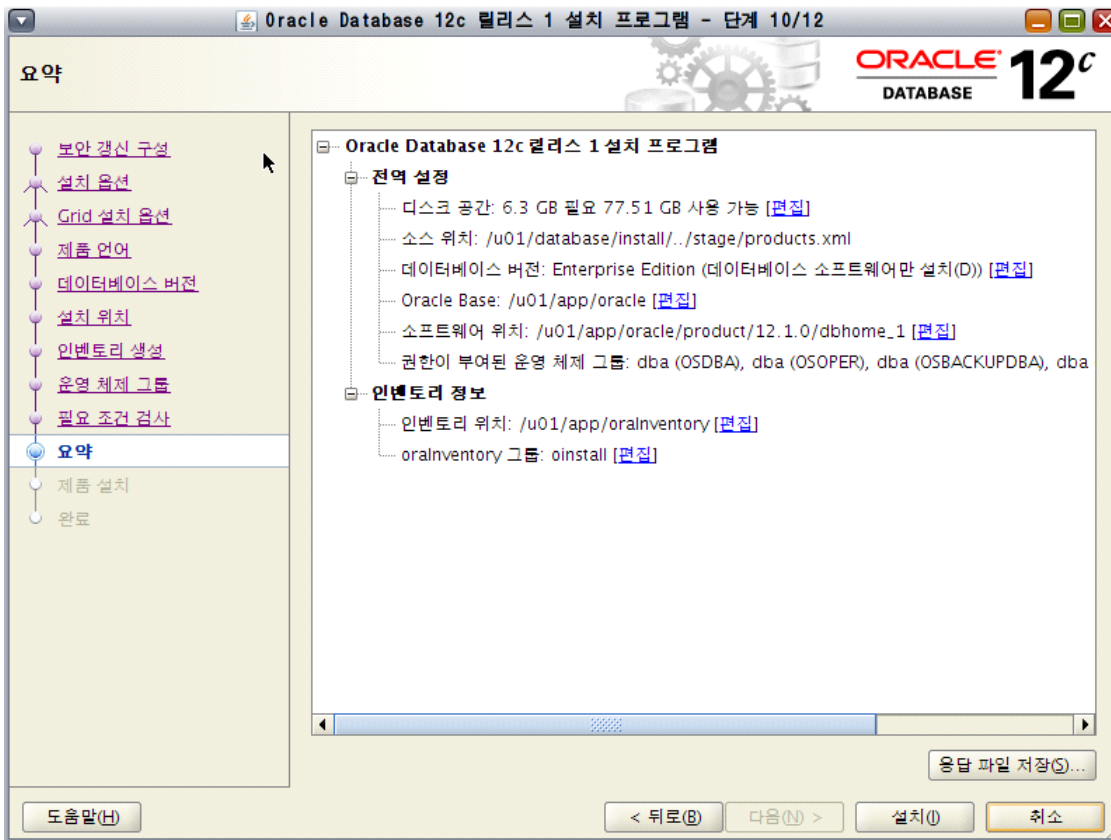 Oracle Database 12c 릴리스 1 설치 프로그램 - 단계 10/12
요약
ORACLE
DATABASE
12c
보안 갱신 구성
설치 옵션
Grid 설치 옵션
제품 언어
데이터베이스 버전
설치 위치
인벤토리 생성
운영 체제 그룹
필요 조건 검사
요약
제품 설치
완료
Oracle Database 12c 릴리스 1 설치 프로그램
전역 설정
디스크 공간: 6.3 GB 필요 77.51 GB 사용 가능 [편집]
소스 위치: /u01/database/install/../stage/products.xml
데이터베이스 버전: Enterprise Edition (데이터베이스 소프트웨어만 설치(D)) [편집]
Oracle Base: /u01/app/oracle [편집]
소프트웨어 위치: /u01/app/oracle/product/12.1.0/dbhome_1 [편집]
권한이 부여된 운영 체제 그룹: dba (OSDBA), dba (OSOPER), dba (OSBACKUPDBA), dba
인벤토리 정보
인벤토리 위치: /u01/app/oraInventory [편집]
oraInventory 그룹: oinstall [편집]
응답 파일 저장(S)...
도움말(H)
< 뒤로(B)
다음(N) >
설치(I)
취소